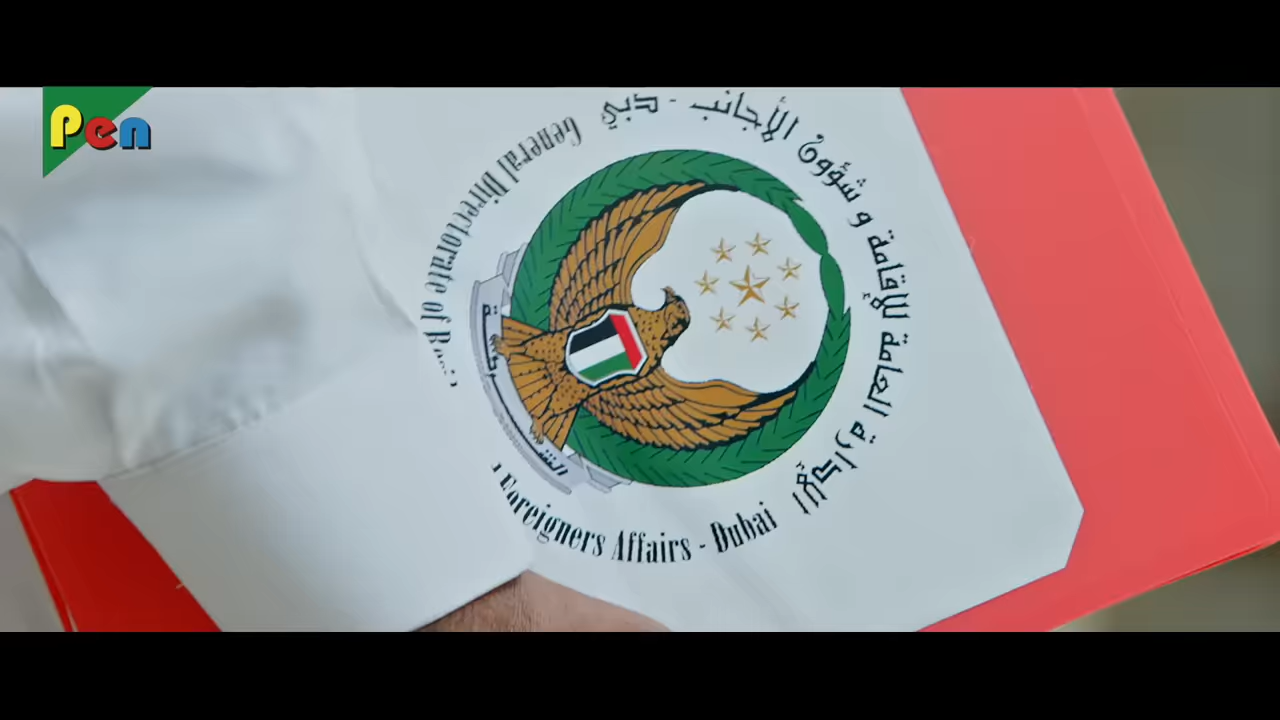 Pen
الإدارة العامة للإقامة و شؤون الأجانب - دبي
General Directorate of
Foreigners Affairs - Dubai